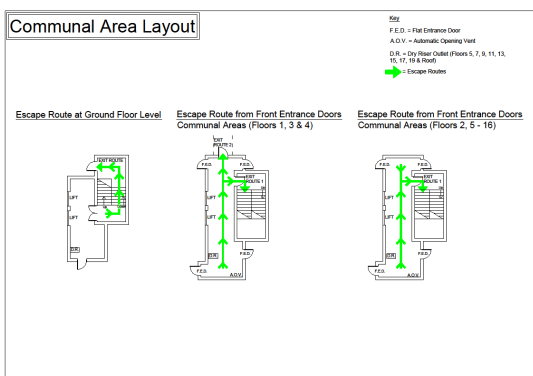 Communal Area Layout
Key
F.E.D. = Flat Entrance Door
A.O.V. = Automatic Opening Vent
D.R. = Dry Riser Outlet (Floors 5, 7, 9, 11, 13,
15, 17, 19 & Roof)
= Escape Routes
Escape Route at Ground Floor Level
EXIT ROUTE
LIFT
LIFT
D.R.
Escape Route from Front Entrance Doors
Communal Areas (Floors 1, 3 & 4)
EXIT
ROUTE 2
F.E.D.
F.E.D.
EXIT
ROUTE 1
LIFT
LIFT
D.R.
F.E.D.
F.E.D.
A.O.V.
Escape Route from Front Entrance Doors
Communal Areas (Floors 2, 5 - 16)
F.E.D.
F.E.D.
EXIT
ROUTE 1
LIFT
LIFT
D.R.
F.E.D.
F.E.D.
A.O.V.